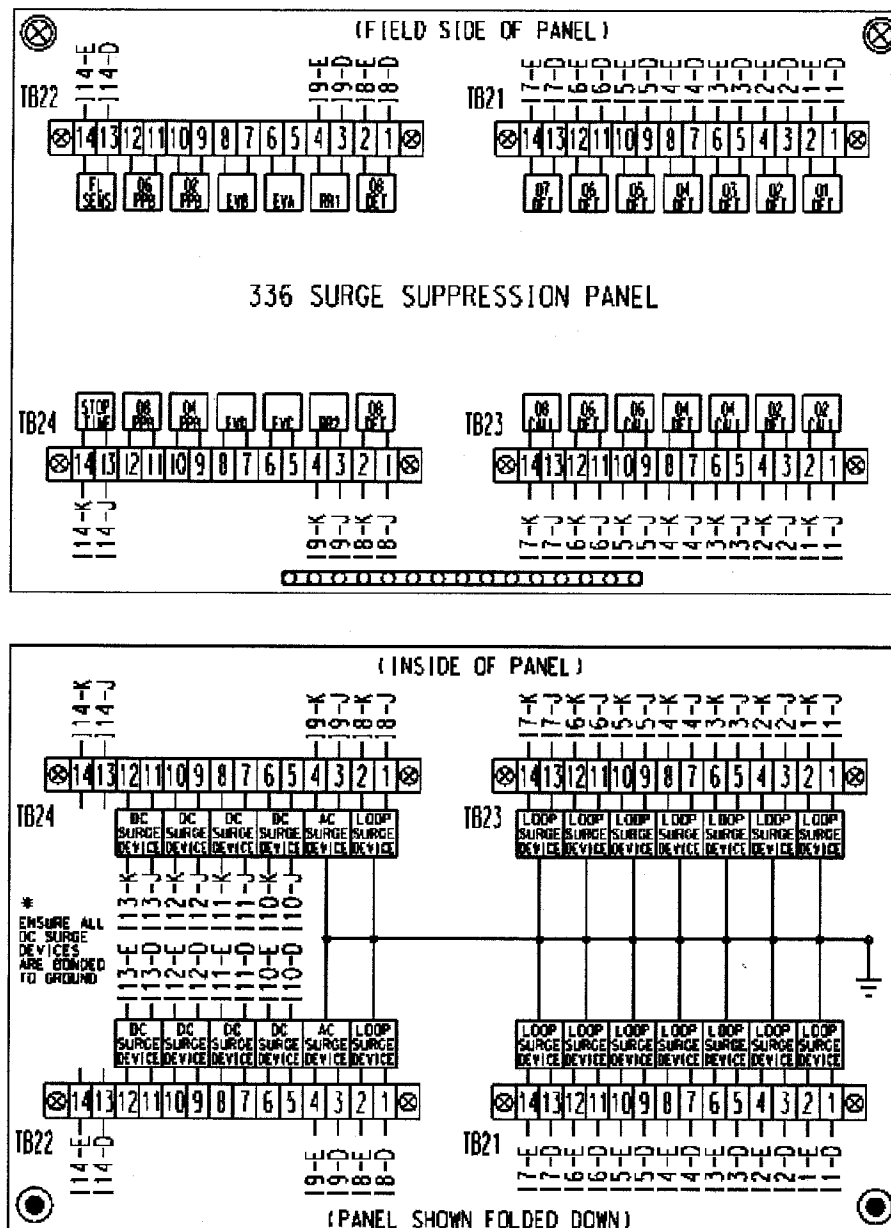 (FIELD SIDE OF PANEL)
I14-E I14-D I9-E I9-D I8-E I8-D
I7-E I7-D I6-E I6-D I5-E I5-D I4-E I4-D I3-E I3-D I2-E I2-D I1-E I1-D
TB22
TB21
14 13 12 11 10 9 8 7 6 5 4 3 2 1
14 13 12 11 10 9 8 7 6 5 4 3 2 1
FL SENS
06 PPB
02 PPB
EVB
EVA
RR1
08 DET
07 DET
06 DET
05 DET
04 DET
03 DET
02 DET
01 DET
336 SURGE SUPPRESSION PANEL
STOP TIME
08 PPB
04 PPB
EVD
EVC
RR2
08 DET
08 CALL
06 DET
06 CALL
04 DET
04 CALL
02 DET
02 CALL
TB24
TB23
14 13 12 11 10 9 8 7 6 5 4 3 2 1
14 13 12 11 10 9 8 7 6 5 4 3 2 1
I14-K I14-J I9-K I9-J I8-K I8-J
I7-K I7-J I6-K I6-J I5-K I5-J I4-K I4-J I3-K I3-J I2-K I2-J I1-K I1-J
(INSIDE OF PANEL)
I14-K I14-J I9-K I9-J I8-K I8-J
I7-K I7-J I6-K I6-J I5-K I5-J I4-K I4-J I3-K I3-J I2-K I2-J I1-K I1-J
14 13 12 11 10 9 8 7 6 5 4 3 2 1
14 13 12 11 10 9 8 7 6 5 4 3 2 1
TB24
TB23
DC SURGE DEVICE
DC SURGE DEVICE
DC SURGE DEVICE
DC SURGE DEVICE
AC SURGE DEVICE
LOOP SURGE DEVICE
LOOP SURGE DEVICE
LOOP SURGE DEVICE
LOOP SURGE DEVICE
LOOP SURGE DEVICE
LOOP SURGE DEVICE
LOOP SURGE DEVICE
LOOP SURGE DEVICE
I13-K I13-J I12-K I12-J I11-K I11-J I10-K I10-J
*
ENSURE ALL
DC SURGE
DEVICES
ARE BONDED
TO GROUND
I13-E I13-D I12-E I12-D I11-E I11-D I10-E I10-D
DC SURGE DEVICE
DC SURGE DEVICE
DC SURGE DEVICE
DC SURGE DEVICE
AC SURGE DEVICE
LOOP SURGE DEVICE
LOOP SURGE DEVICE
LOOP SURGE DEVICE
LOOP SURGE DEVICE
LOOP SURGE DEVICE
LOOP SURGE DEVICE
LOOP SURGE DEVICE
LOOP SURGE DEVICE
14 13 12 11 10 9 8 7 6 5 4 3 2 1
14 13 12 11 10 9 8 7 6 5 4 3 2 1
TB22
TB21
I14-E I14-D I9-E I9-D I8-E I8-D
I7-E I7-D I6-E I6-D I5-E I5-D I4-E I4-D I3-E I3-D I2-E I2-D I1-E I1-D
(PANEL SHOWN FOLDED DOWN)